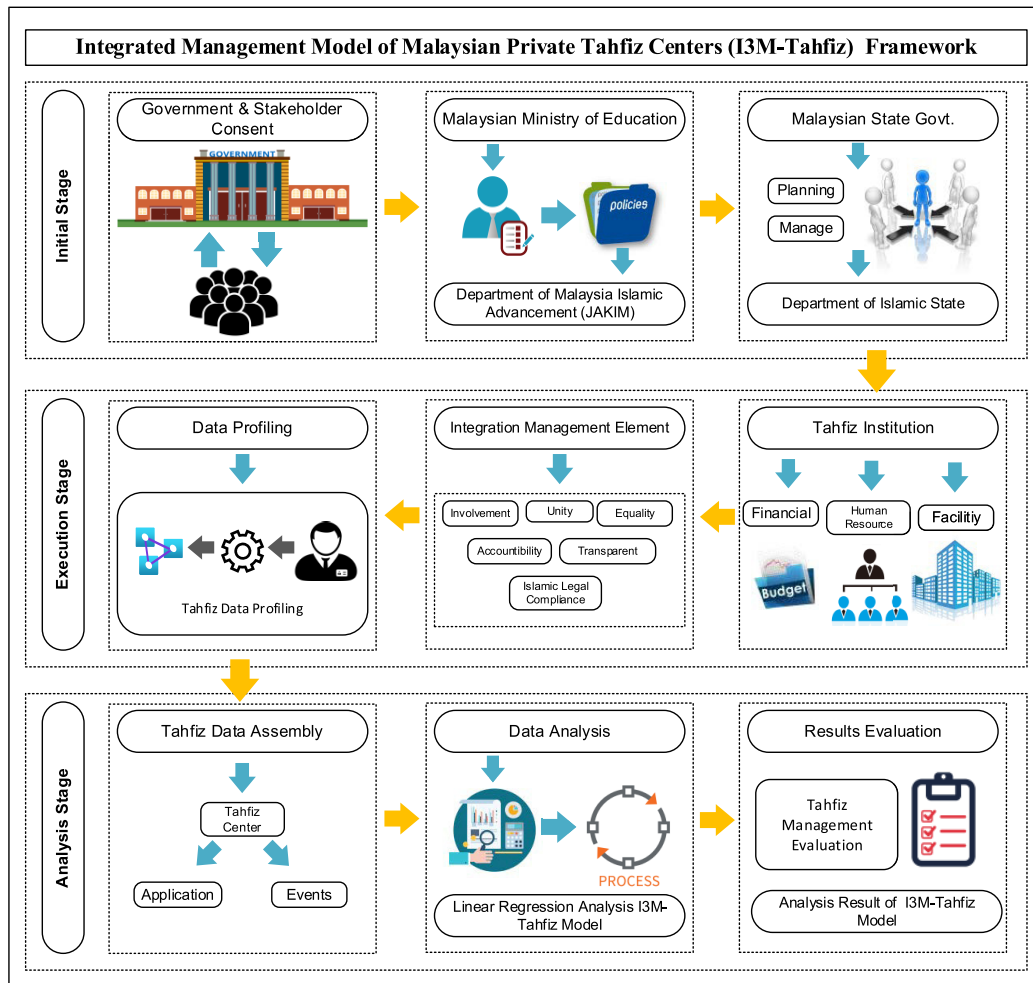 Integrated Management Model of Malaysian Private Tahfiz Centers (I3M-Tahfiz) Framework
Initial Stage
Government & Stakeholder
Consent
GOVERNMENT
Malaysian Ministry of Education
policies
Department of Malaysia Islamic
Advancement (JAKIM)
Malaysian State Govt.
Planning
Manage
Department of Islamic State
Execution Stage
Data Profiling
Tahfiz Data Profiling
Integration Management Element
Involvement
Unity
Equality
Accountibility
Transparent
Islamic Legal
Compliance
Tahfiz Institution
Financial
Human
Resource
Facilitiy
Budget
Analysis Stage
Tahfiz Data Assembly
Tahfiz
Center
Application
Events
Data Analysis
PROCESS
Linear Regression Analysis I3M-
Tahfiz Model
Results Evaluation
Tahfiz
Management
Evaluation
Analysis Result of I3M-Tahfiz
Model